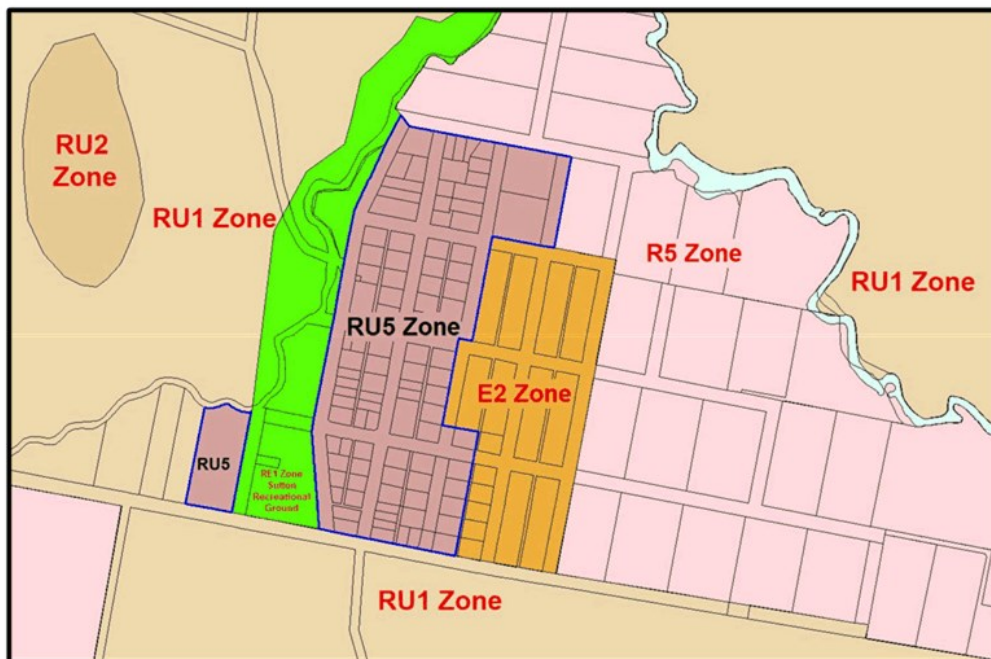 RU2
Zone
RU1 Zone
R5 Zone
RU1 Zone
RU5 Zone
E2 Zone
RU5
RE1 Zone
Sutton
Recreational
Ground
RU1 Zone